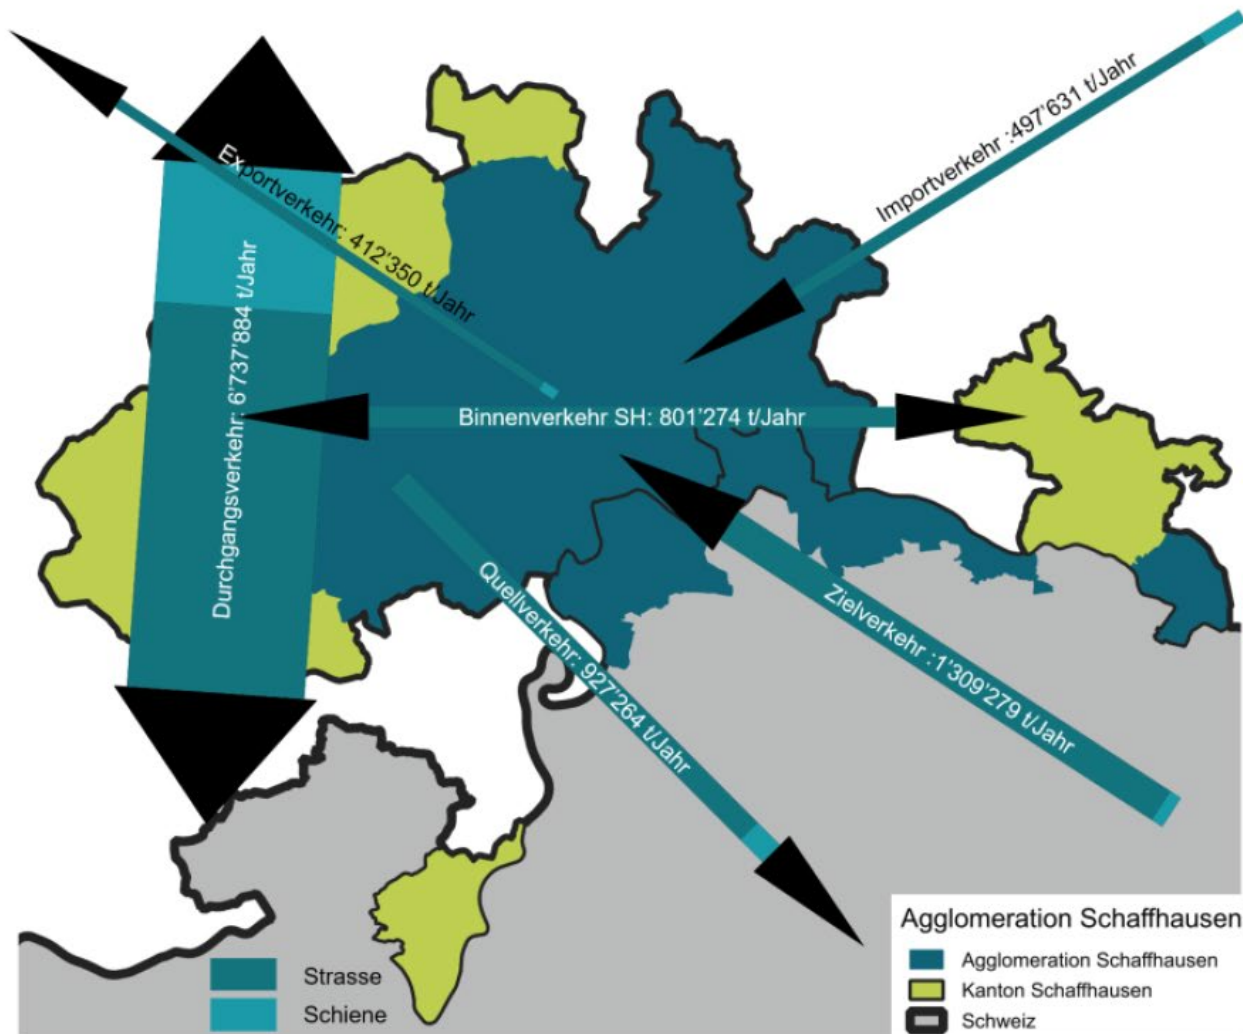 Exportverkehr: 412'350 t/Jahr
Importverkehr :497'631 t/Jahr
Durchgangsverkehr: 6'737'884 t/Jahr
Binnenverkehr SH: 801'274 t/Jahr
Quellverkehr: 927'264 t/Jahr
Zielverkehr :1'309'279 t/Jahr
Strasse
Schiene
Agglomeration Schaffhausen
Agglomeration Schaffhausen
Kanton Schaffhausen
Schweiz